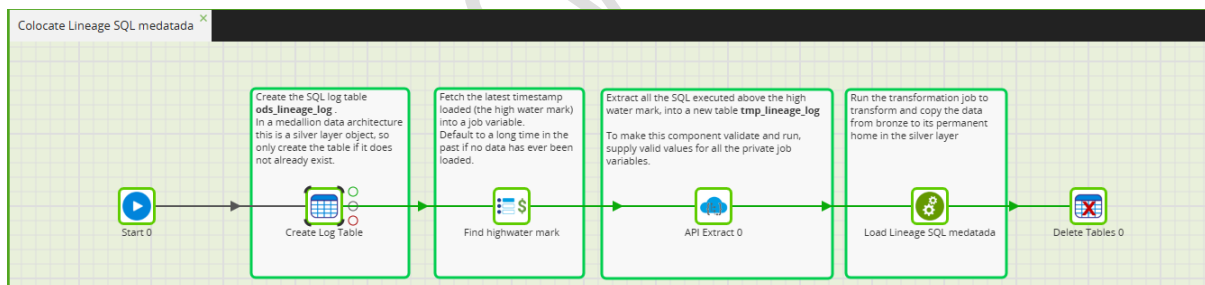 Colocate Lineage SQL medatada
Create the SQL log table
ods_lineage_log .
In a medallion data architecture
this is a silver layer object, so
only create the table if it does
not already exist.
Fetch the latest timestamp
loaded (the high water mark)
into a job variable.
Default to a long time in the
past if no data has ever been
loaded.
Extract all the SQL executed above the high
water mark, into a new table tmp_lineage_log
To make this component validate and run,
supply valid values for all the private job
variables.
Run the transformation job to
transform and copy the data
from bronze to its permanent
home in the silver layer
Start 0
Create Log Table
Find highwater mark
API Extract 0
Load Lineage SQL medatada
Delete Tables 0